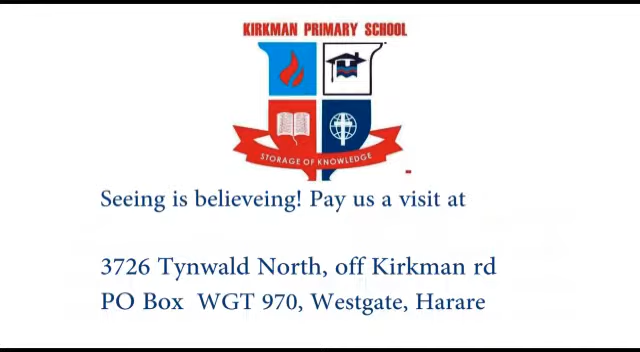 KIRKMAN PRIMARY SCHOOL
STORAGE OF KNOWLEDGE
Seeing is believeing! Pay us a visit at
3726 Tynwald North, off Kirkman rd
PO Box WGT 970, Westgate, Harare